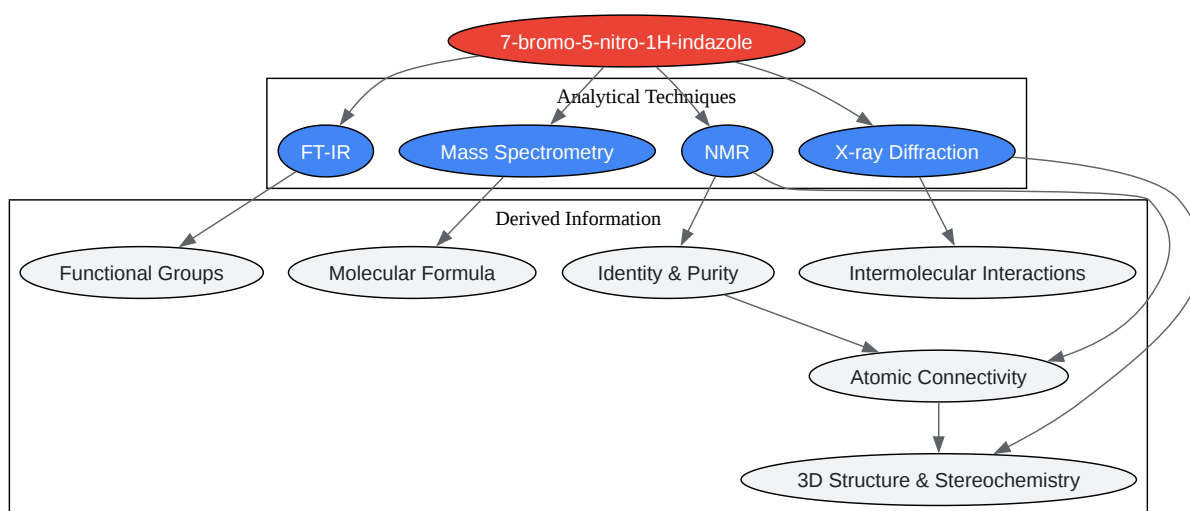 7-bromo-5-nitro-1H-indazole
Analytical Techniques
FT-IR
Mass Spectrometry
NMR
X-ray Diffraction
Derived Information
Functional Groups
Molecular Formula
Identity & Purity
Intermolecular Interactions
Atomic Connectivity
3D Structure & Stereochemistry